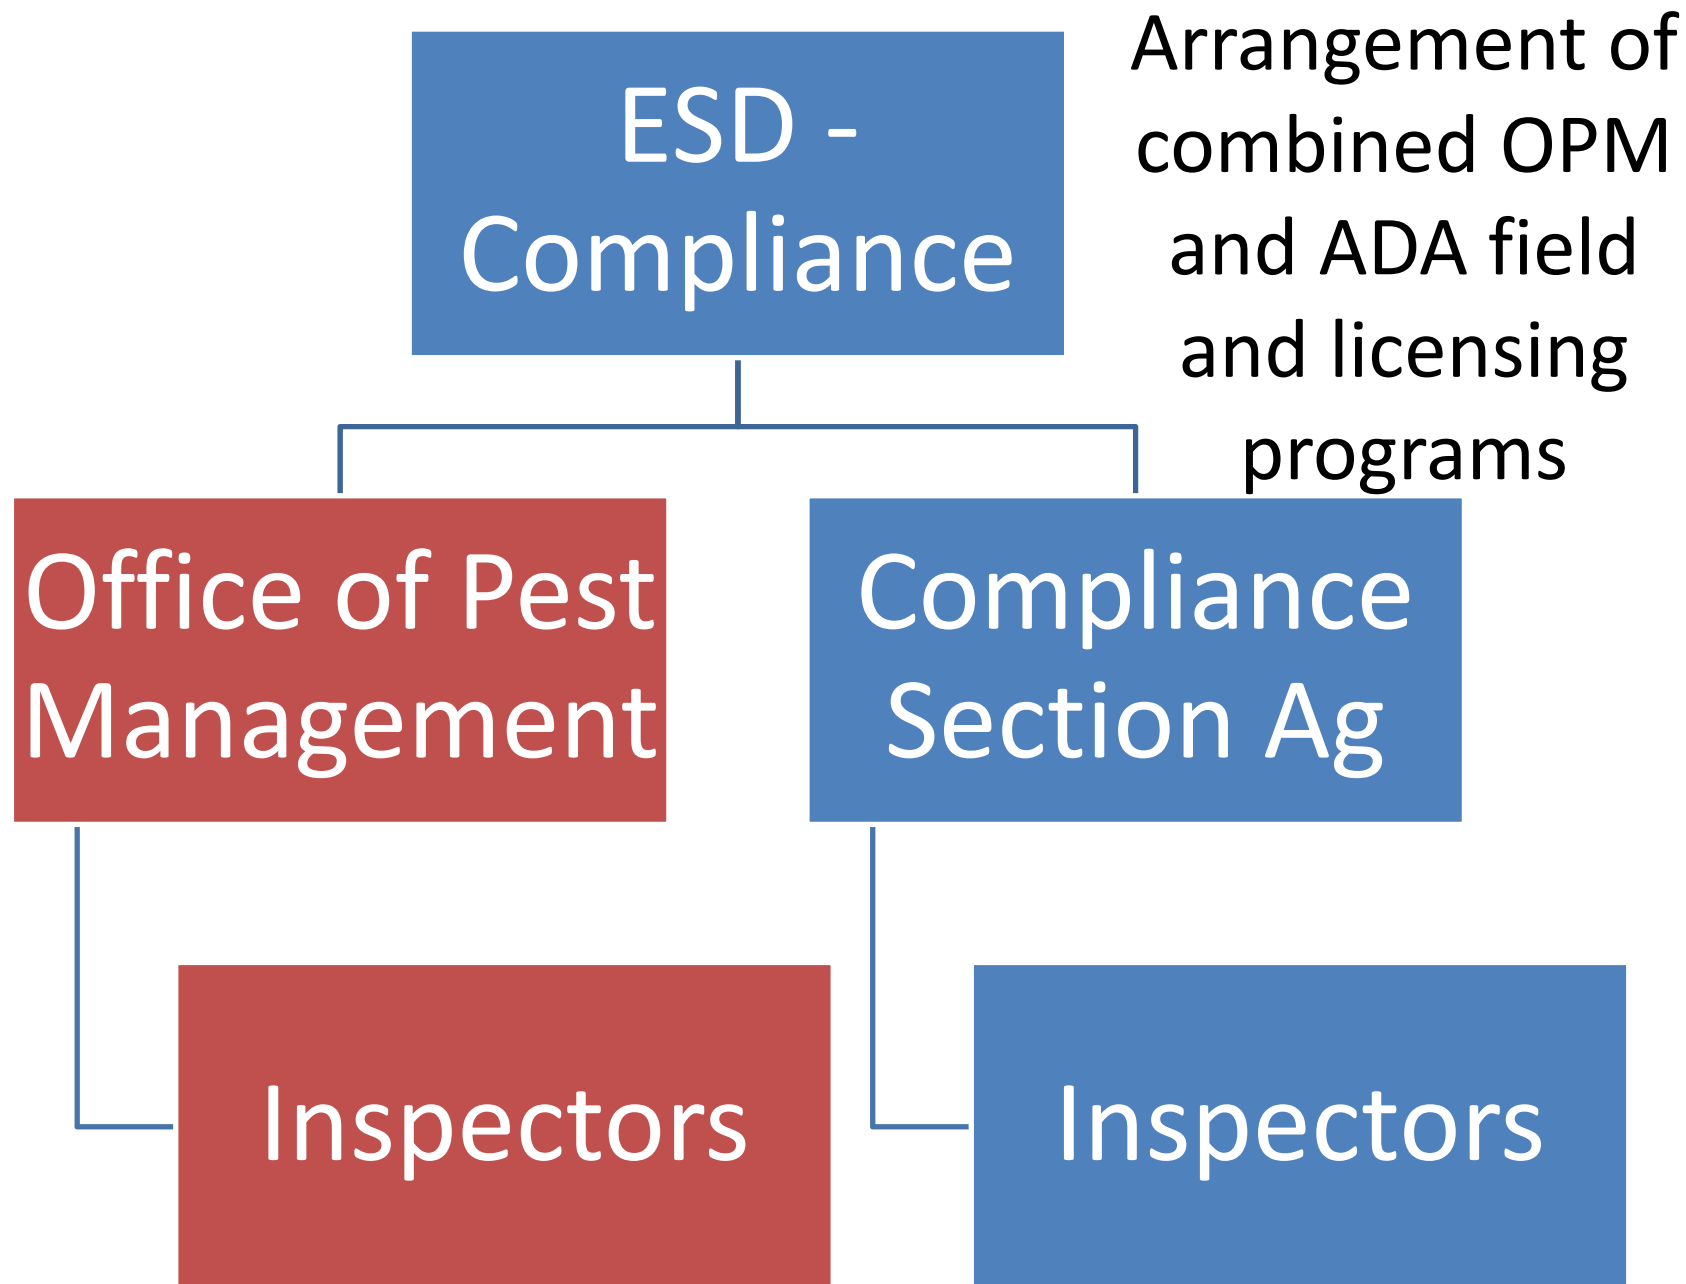 ESD -
Compliance
Arrangement of
combined OPM
and ADA field
and licensing
programs
Office of Pest
Management
Compliance
Section Ag
Inspectors
Inspectors